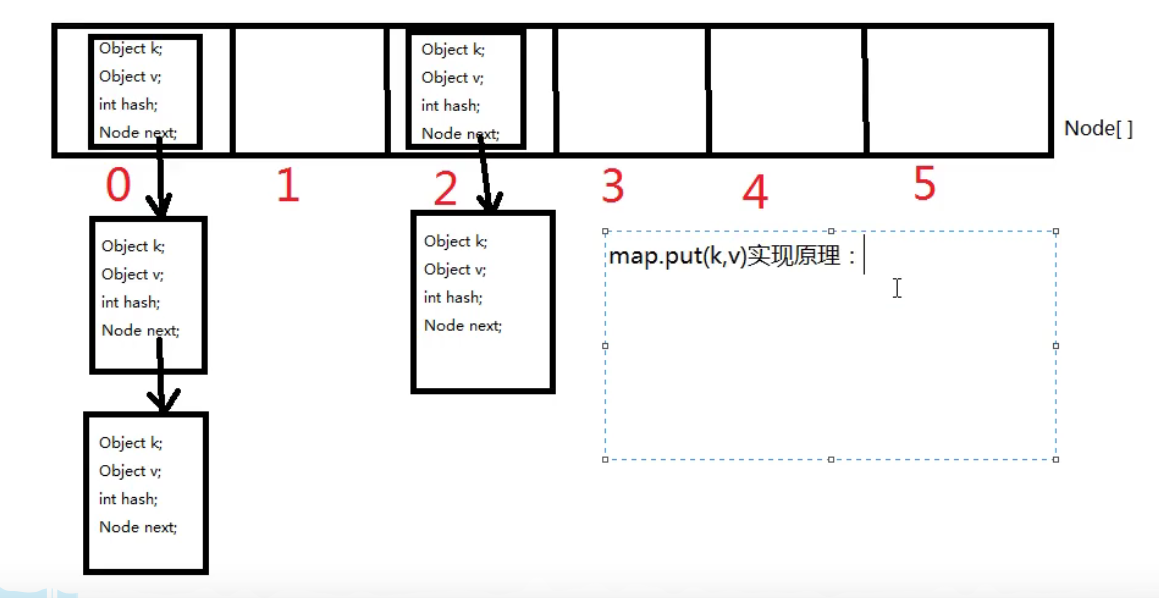 Object k;
Object v;
int hash;
Node next;
Object k;
Object v;
int hash;
Node next;
Node[ ]
0
1
2
3
4
5
Object k;
Object v;
int hash;
Node next;
Object k;
Object v;
int hash;
Node next;
map.put(k,v)实现原理：
Object k;
Object v;
int hash;
Node next;